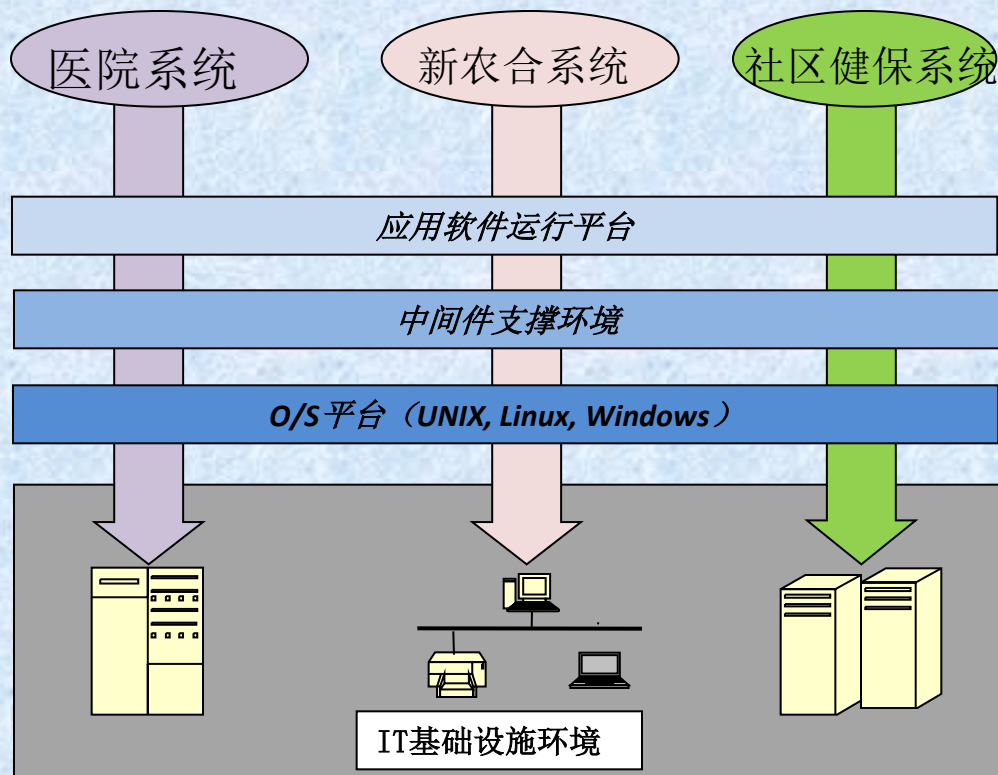 医院系统
新农合系统
社区健保系统
应用软件运行平台
中间件支撑环境
O/S平台（UNIX, Linux, Windows）
IT基础设施环境